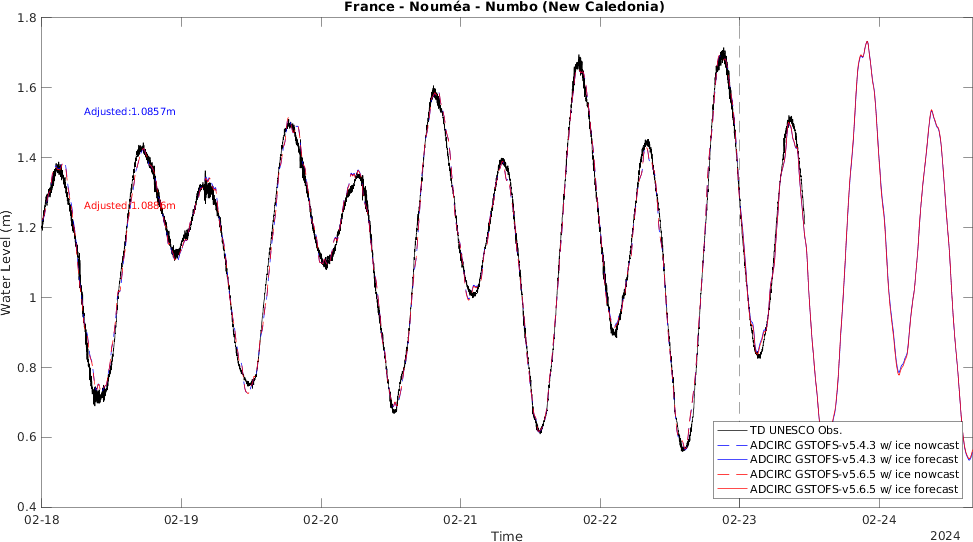 France - Nouméa - Numbo (New Caledonia)
1.8
1.6
1.4
1.2
1
0.8
0.6
0.4
Water Level (m)
Adjusted:1.0857m
Adjusted:1.0886m
TD UNESCO Obs.
ADCIRC GSTOFS-v5.4.3 w/ ice nowcast
ADCIRC GSTOFS-v5.4.3 w/ ice forecast
ADCIRC GSTOFS-v5.6.5 w/ ice nowcast
ADCIRC GSTOFS-v5.6.5 w/ ice forecast
02-18 02-19 02-20 02-21 02-22 02-23 02-24
Time
2024